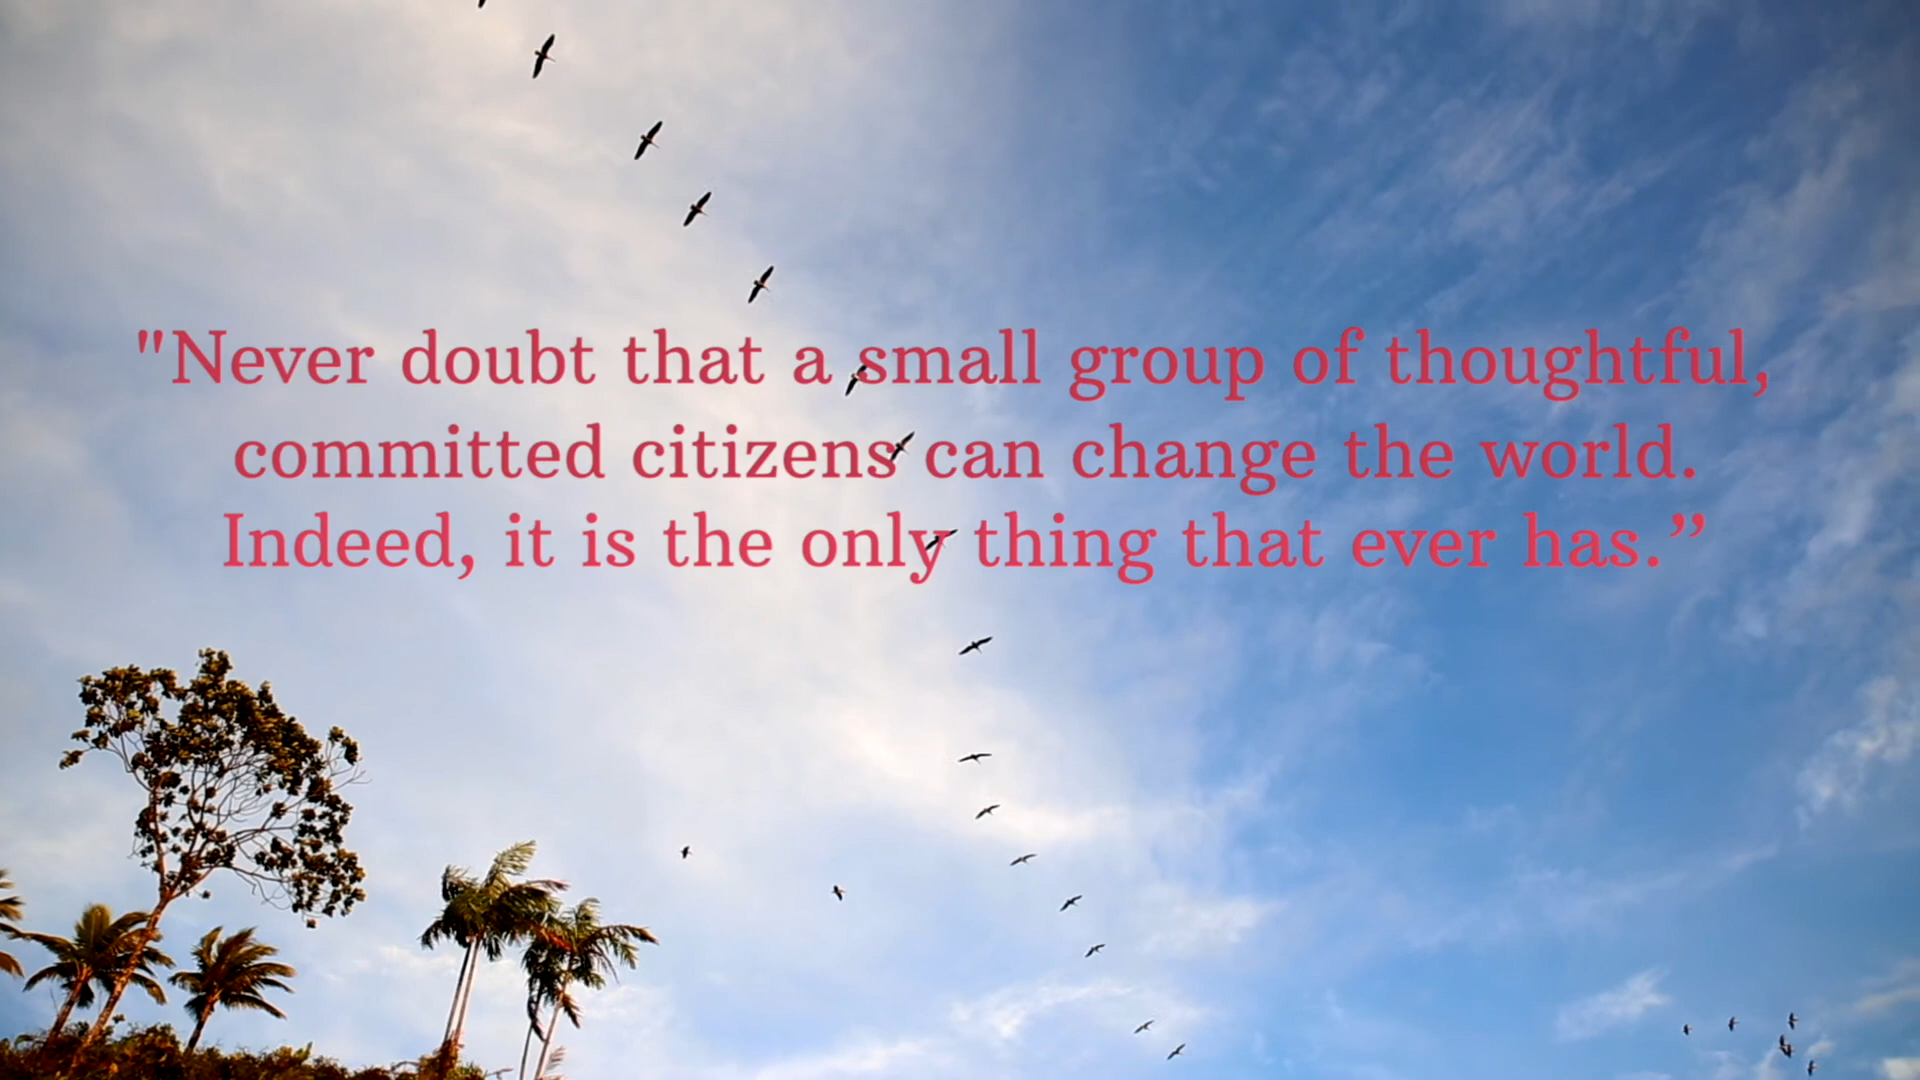 "Never doubt that a small group of thoughtful,
committed citizens can change the world.
Indeed, it is the only thing that ever has.”